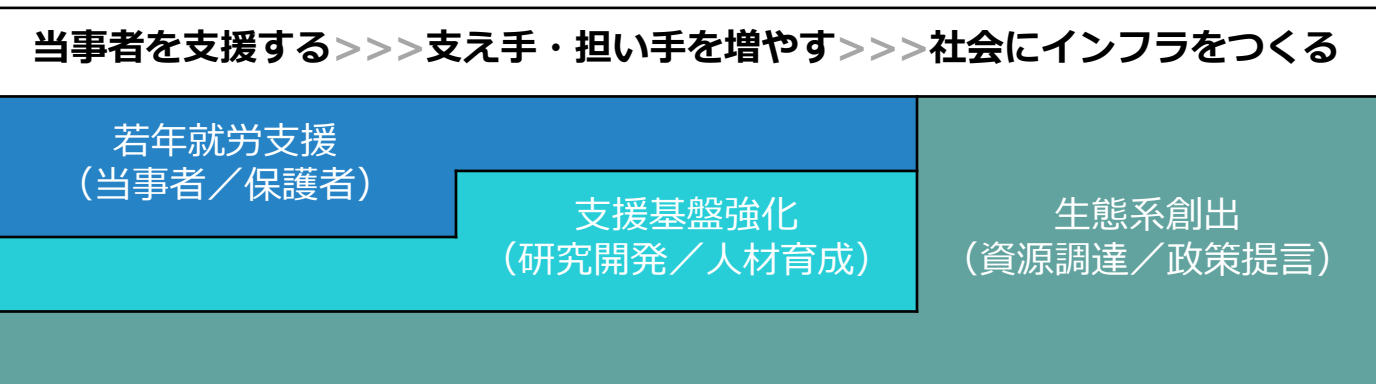 当事者を支援する>>>支え手・担い手を増やす>>>社会にインフラをつくる
若年就労支援
（当事者／保護者）
支援基盤強化
（研究開発／人材育成）
生態系創出
（資源調達／政策提言）